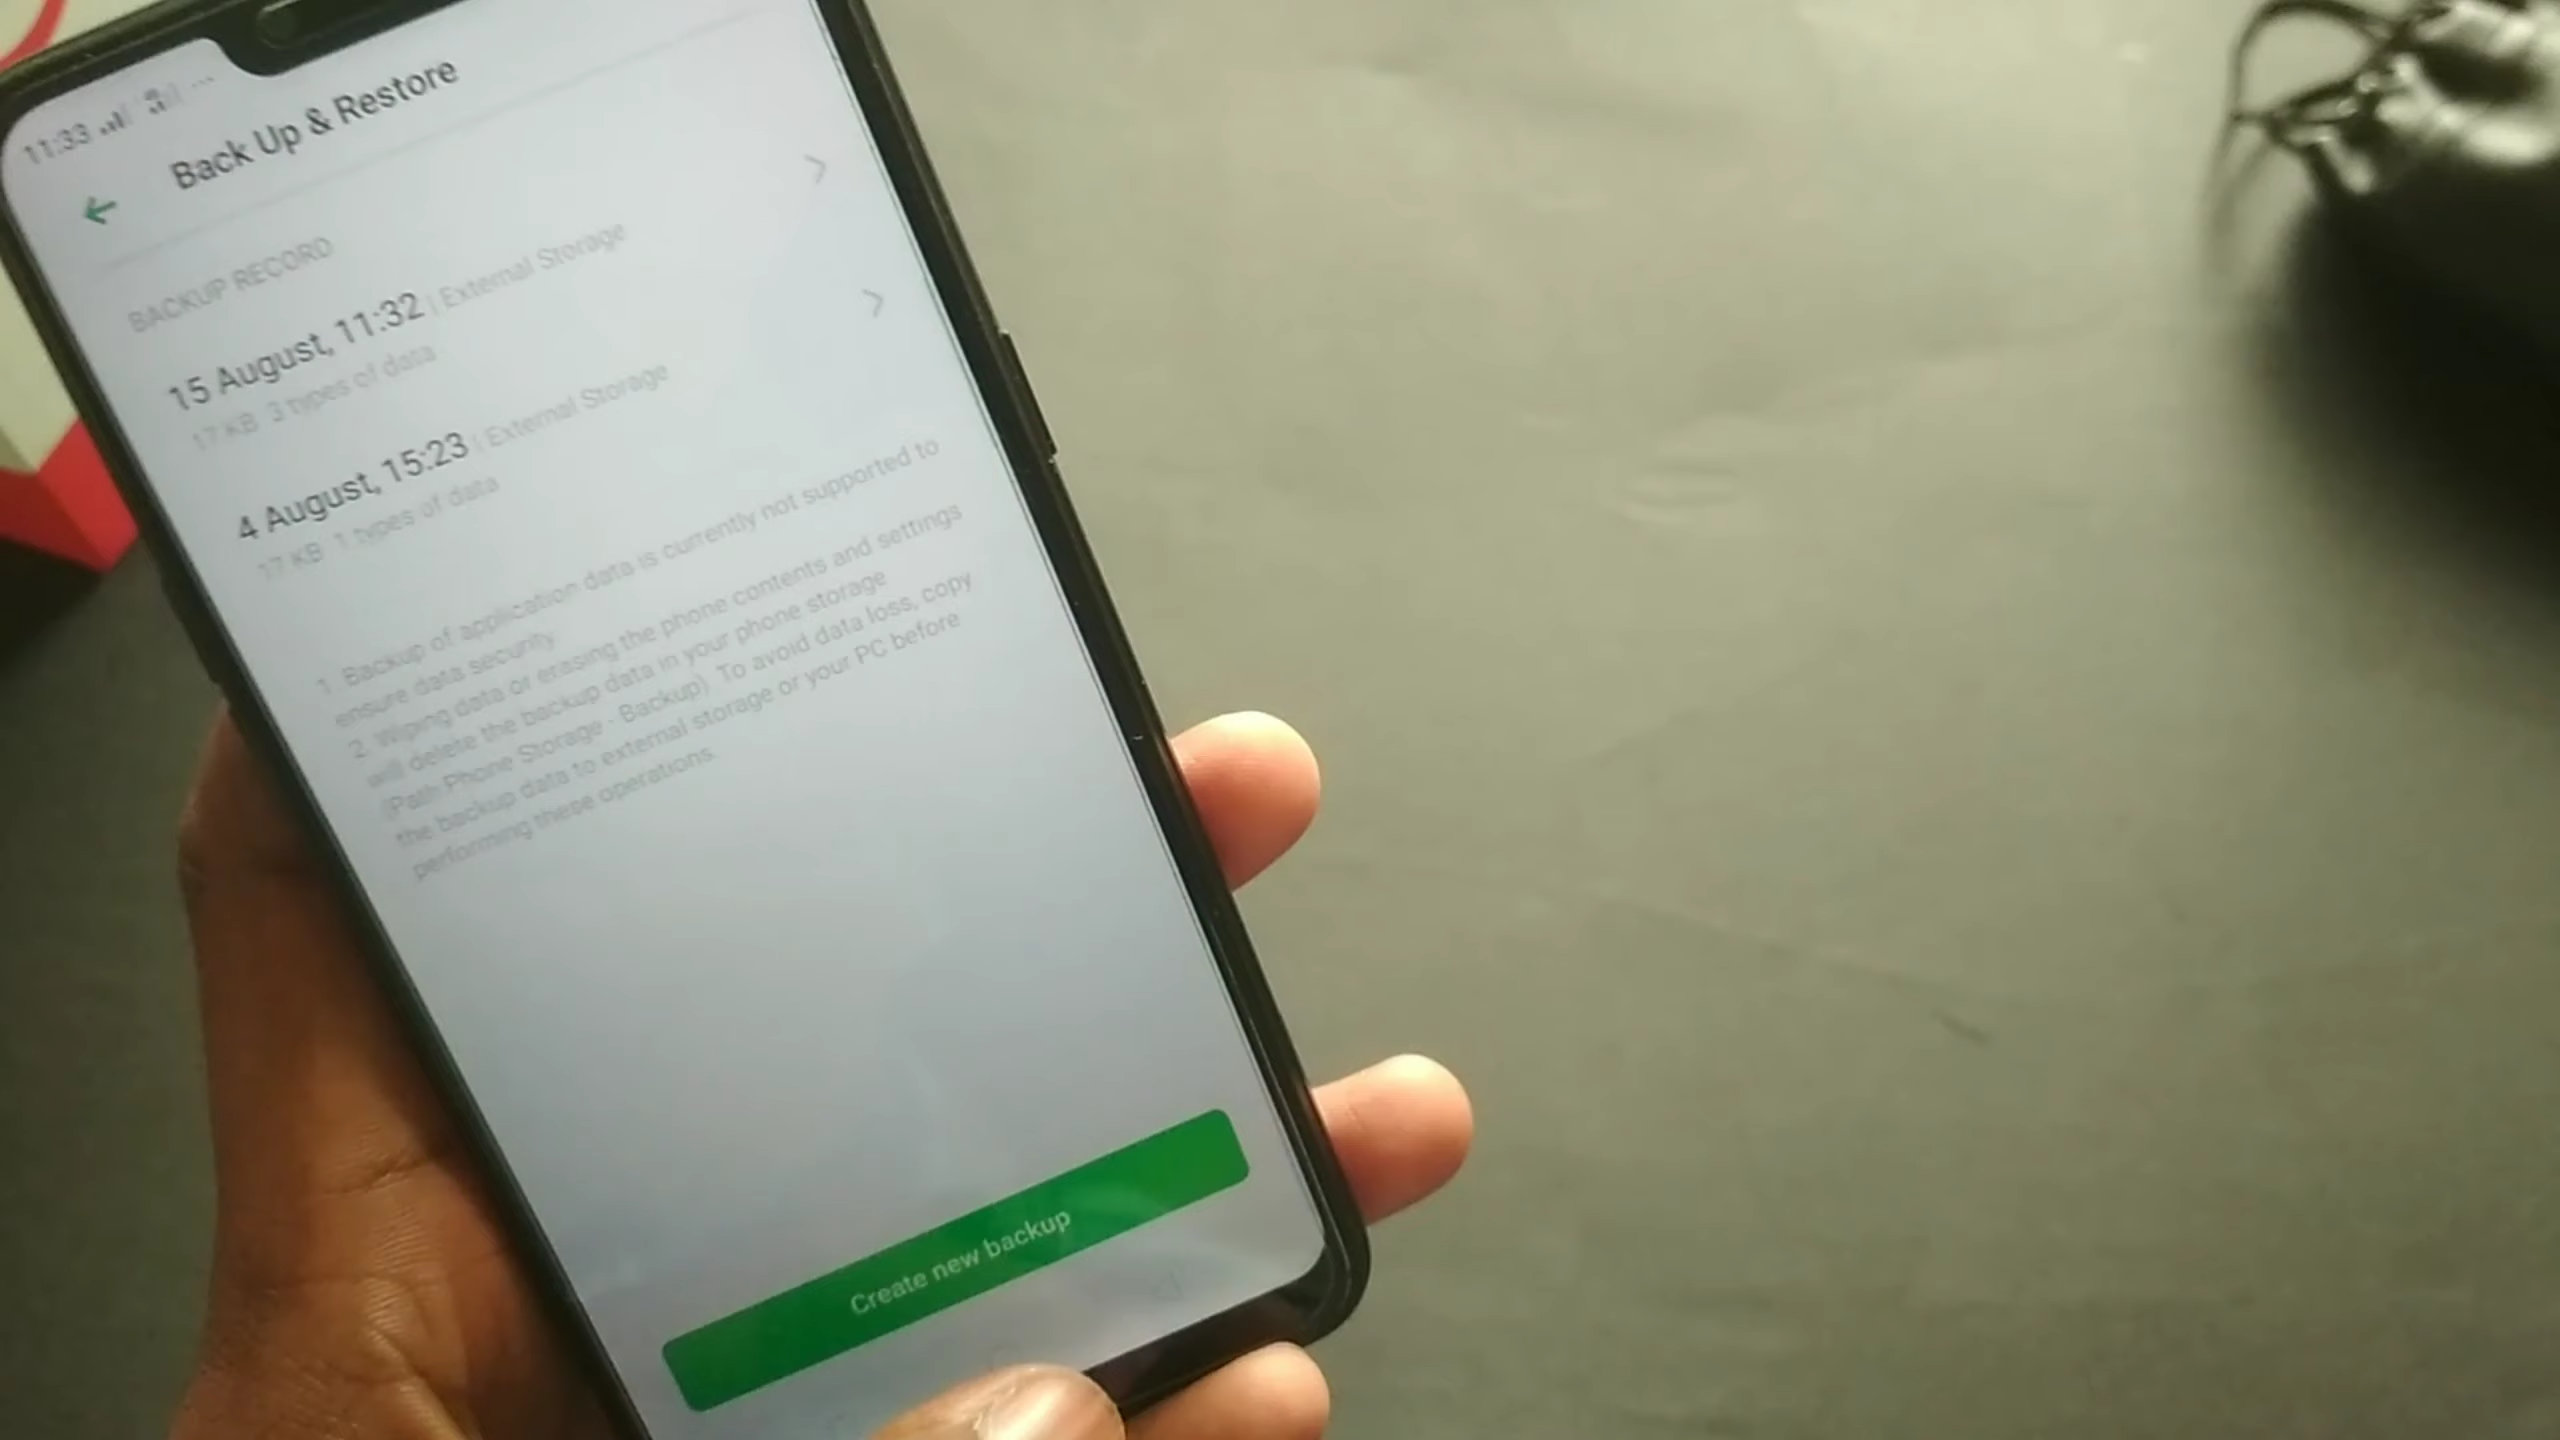 11:33
Back Up & Restore
BACKUP RECORD
15 August, 11:32 | External Storage
17 KB 3 types of data
4 August, 15:23 | External Storage
17 KB 1 types of data
1. Backup of application data is currently not supported to
ensure data security.
2. Wiping data or erasing the phone contents and settings
will delete the backup data in your phone storage
(Path:Phone Storage - Backup). To avoid data loss, copy
the backup data to external storage or your PC before
performing these operations.
Create new backup